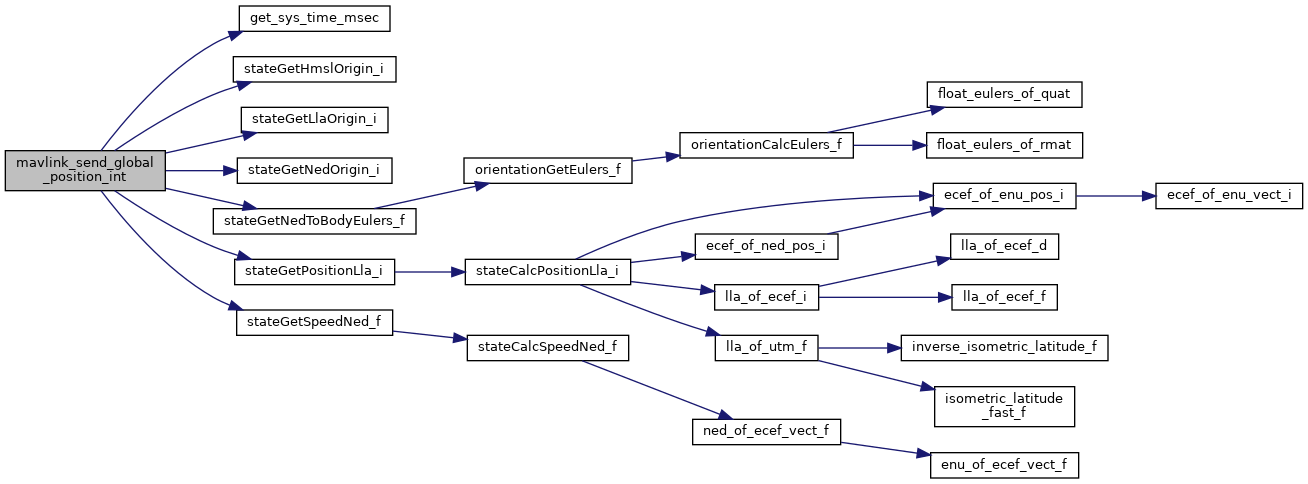 get_sys_time_msec
stateGetHmslOrigin_i
stateGetLlaOrigin_i
mavlink_send_global
_position_int
stateGetNedOrigin_i
stateGetNedToBodyEulers_f
stateGetPositionLla_i
stateGetSpeedNed_f
orientationGetEulers_f
stateCalcPositionLla_i
stateCalcSpeedNed_f
orientationCalcEulers_f
ecef_of_ned_pos_i
lla_of_ecef_i
lla_of_utm_f
ned_of_ecef_vect_f
float_eulers_of_quat
float_eulers_of_rmat
ecef_of_enu_pos_i
lla_of_ecef_d
lla_of_ecef_f
inverse_isometric_latitude_f
isometric_latitude
_fast_f
enu_of_ecef_vect_f
ecef_of_enu_vect_i